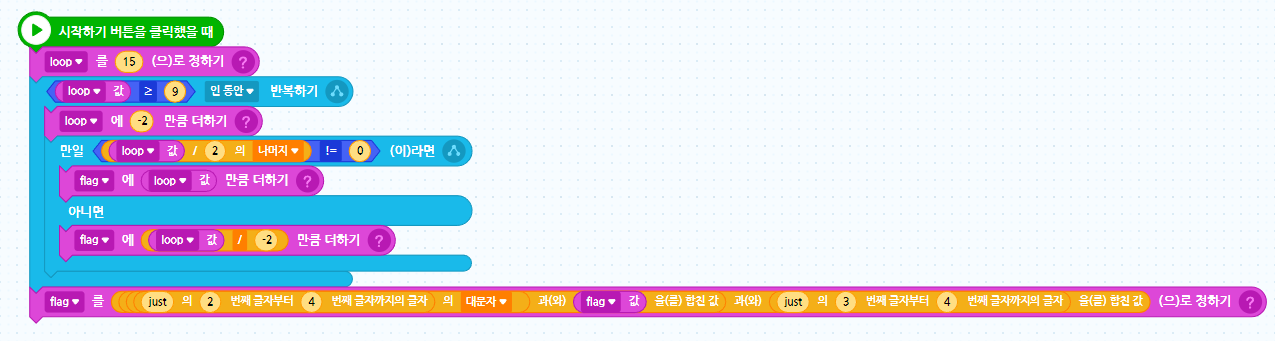 시작하기 버튼을 클릭했을 때
loop 를 15 (으)로 정하기 ?
loop 값 ≥ 9 인 동안 반복하기
loop 에 -2 만큼 더하기 ?
만일 loop 값 / 2 의 나머지 != 0 (이)라면
flag 에 loop 값 만큼 더하기 ?
아니면
flag 에 loop 값 / -2 만큼 더하기 ?
flag 를 just 의 2 번째 글자부터 4 번째 글자까지의 글자 의 대문자 과(와) flag 값 을(를) 합친 값 과(와) just 의 3 번째 글자부터 4 번째 글자까지의 글자 을(를) 합친 값 (으)로 정하기 ?